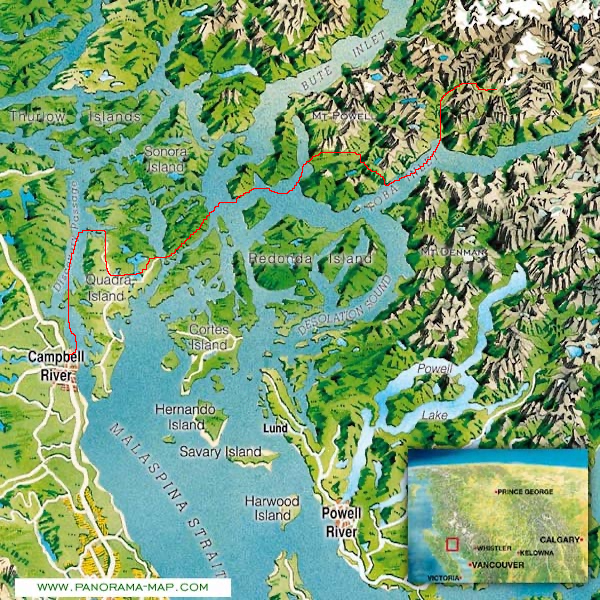 BUTE INLET
MT POWEL
Thurlow Islands
Sonora
Island
TOBA INLET
Discovery Passage
Redonda Island
MT DENMAN
Quadra
Island
DESOLATION SOUND
Cortes
Island
Campbell
River
Powell
Lake
Hernando
Island
Lund
Savary Island
MALASPINA STRAIT
Harwood
Island
Powell
River
PRINCE GEORGE
CALGARY
WHISTLER
KELOWNA
VANCOUVER
VICTORIA
WWW.PANORAMA-MAP.COM